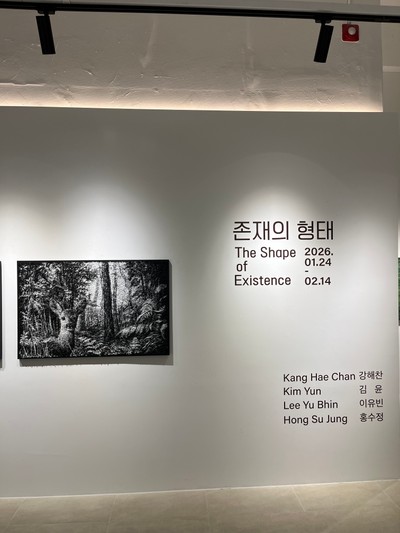 존재의 형태
The Shape
of
Existence
2026.
01.24
-
02.14
Kang Hae Chan 강해찬
Kim Yun 김 윤
Lee Yu Bhin 이유빈
Hong Su Jung 홍수정